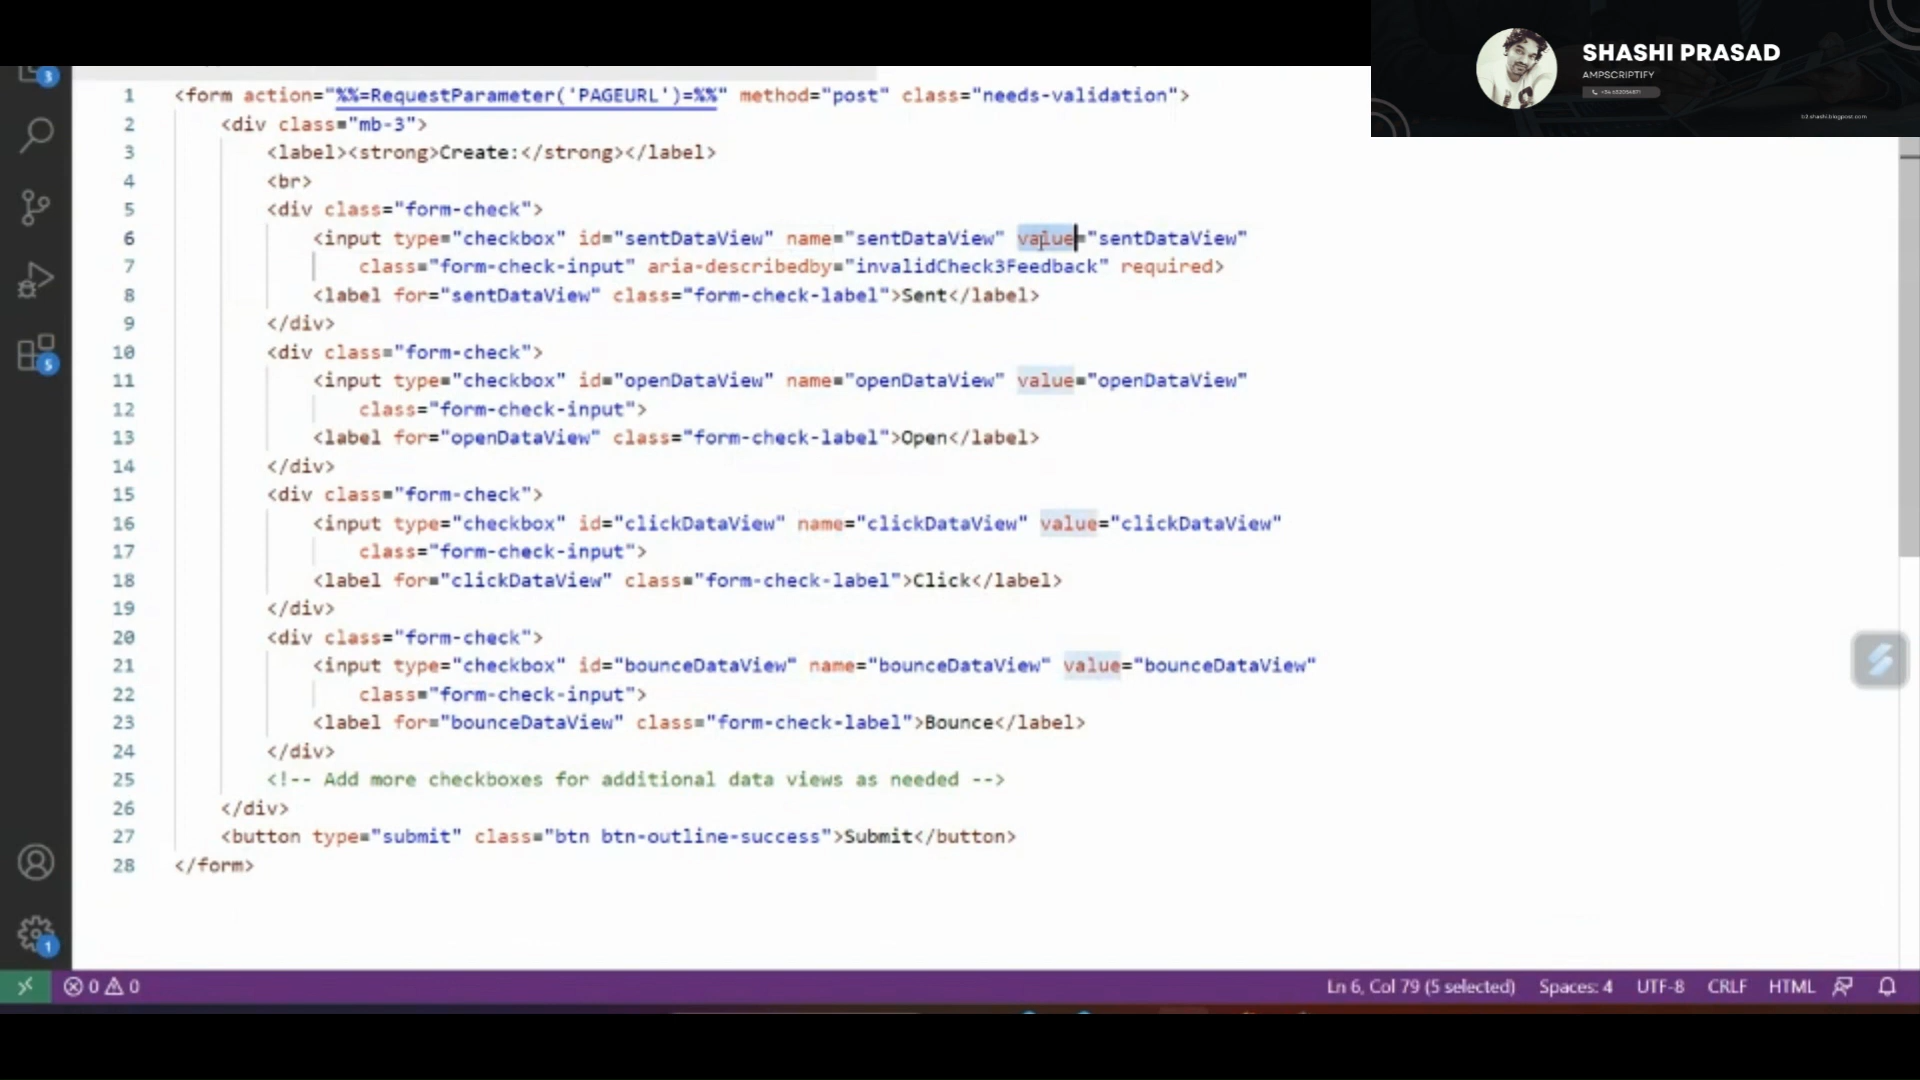 SHASHI PRASAD
AMPSCRIPTIFY
3
1 <form action="%%=RequestParameter('PAGEURL')=%%" method="post" class="needs-validation">
2 <div class="mb-3">
3 <label><strong>Create:</strong></label>
4 <br>
5 <div class="form-check">
6 <input type="checkbox" id="sentDataView" name="sentDataView" value="sentDataView"
7 class="form-check-input" aria-describedby="invalidCheck3Feedback" required>
8 <label for="sentDataView" class="form-check-label">Sent</label>
9 </div>
10 <div class="form-check">
11 <input type="checkbox" id="openDataView" name="openDataView" value="openDataView"
12 class="form-check-input">
13 <label for="openDataView" class="form-check-label">Open</label>
14 </div>
15 <div class="form-check">
16 <input type="checkbox" id="clickDataView" name="clickDataView" value="clickDataView"
17 class="form-check-input">
18 <label for="clickDataView" class="form-check-label">Click</label>
19 </div>
20 <div class="form-check">
21 <input type="checkbox" id="bounceDataView" name="bounceDataView" value="bounceDataView"
22 class="form-check-input">
23 <label for="bounceDataView" class="form-check-label">Bounce</label>
24 </div>
25 <!-- Add more checkboxes for additional data views as needed -->
26 </div>
27 <button type="submit" class="btn btn-outline-success">Submit</button>
28 </form>
5
1
0 0 Ln 6, Col 79 (5 selected) Spaces: 4 UTF-8 CRLF HTML